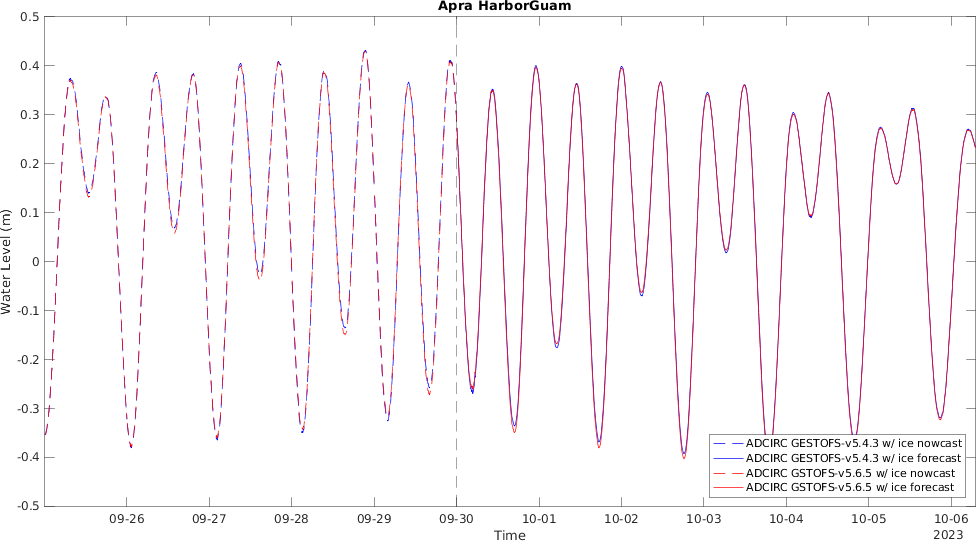 Apra HarborGuam
0.5
0.4
0.3
0.2
0.1
0
-0.1
-0.2
-0.3
-0.4
-0.5
Water Level (m)
ADCIRC GESTOFS-v5.4.3 w/ ice nowcast
ADCIRC GESTOFS-v5.4.3 w/ ice forecast
ADCIRC GSTOFS-v5.6.5 w/ ice nowcast
ADCIRC GSTOFS-v5.6.5 w/ ice forecast
09-26 09-27 09-28 09-29 09-30 10-01 10-02 10-03 10-04 10-05 10-06
2023
Time